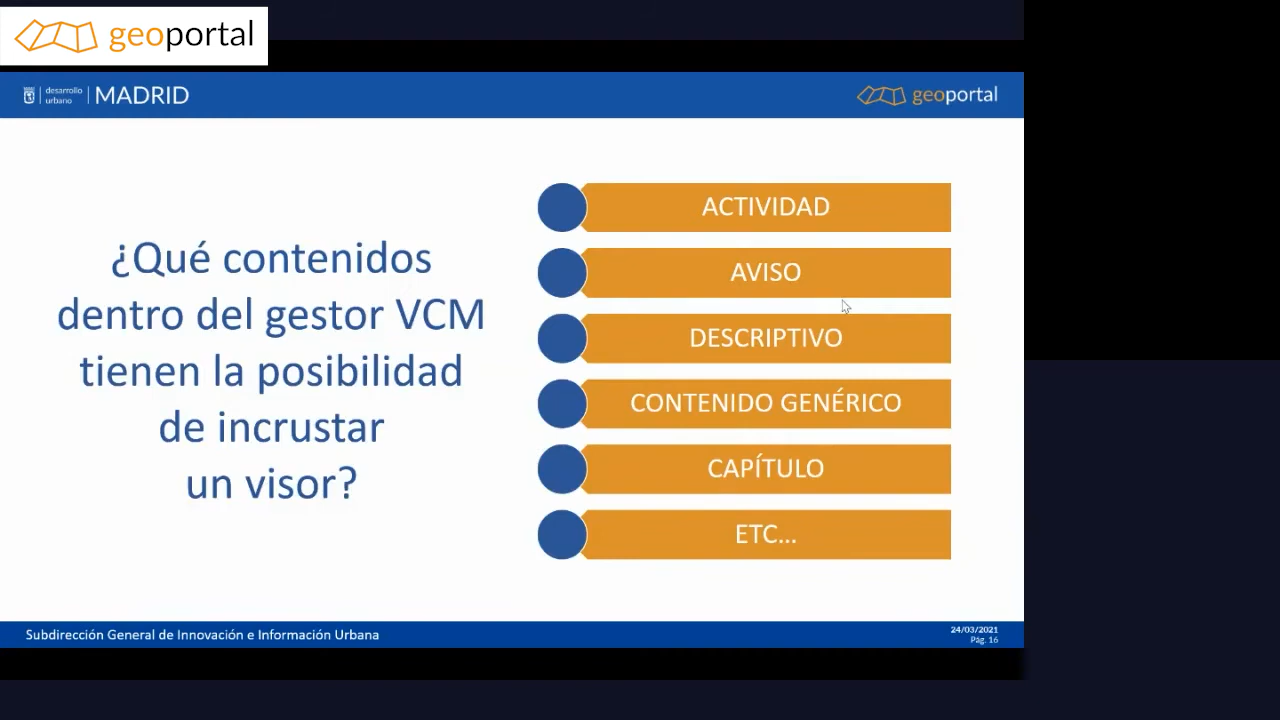 geoportal
desarrollo
urbano
MADRID
geoportal
¿Qué contenidos
dentro del gestor VCM
tienen la posibilidad
de incrustar
un visor?
ACTIVIDAD
AVISO
DESCRIPTIVO
CONTENIDO GENÉRICO
CAPÍTULO
ETC...
Subdirección General de Innovación e Información Urbana
24/03/2021
Pág. 16